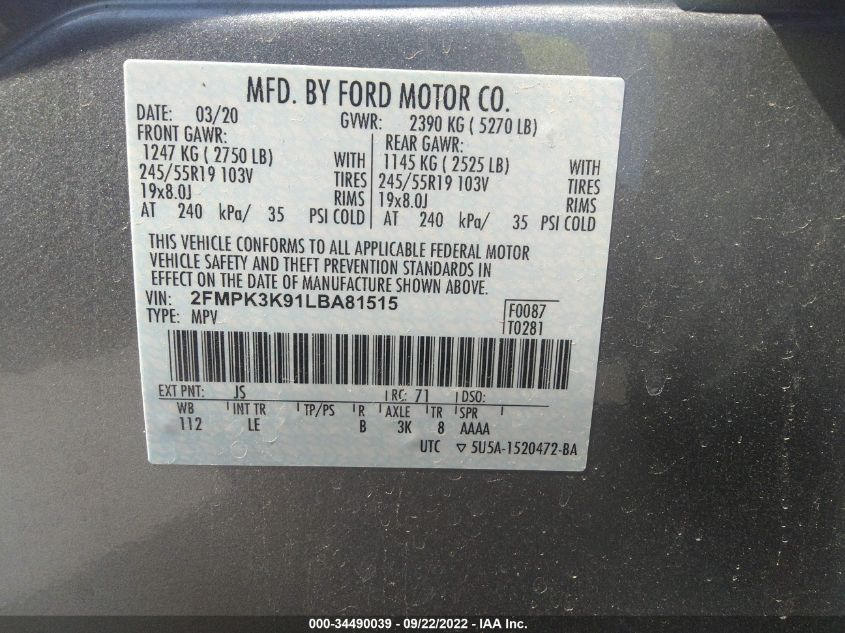 MFD. BY FORD MOTOR CO.
DATE: 03/20 GVWR: 2390 KG ( 5270 LB)
FRONT GAWR: REAR GAWR:
1247 KG ( 2750 LB) WITH 1145 KG ( 2525 LB) WITH
245/55R19 103V TIRES 245/55R19 103V TIRES
19x8.0J RIMS 19x8.0J RIMS
AT 240 kPa/ 35 PSI COLD AT 240 kPa/ 35 PSI COLD
THIS VEHICLE CONFORMS TO ALL APPLICABLE FEDERAL MOTOR
VEHICLE SAFETY AND THEFT PREVENTION STANDARDS IN
EFFECT ON THE DATE OF MANUFACTURE SHOWN ABOVE.
VIN: 2FMPK3K91LBA81515 F0087
TYPE: MPV T0281
EXT PNT: JS RC: 71 DSO:
WB INT TR TP/PS R AXLE TR SPR
112 LE B 3K 8 AAAA
UTC ▽ 5U5A-1520472-BA
000-34490039 - 09/22/2022 - IAA Inc.